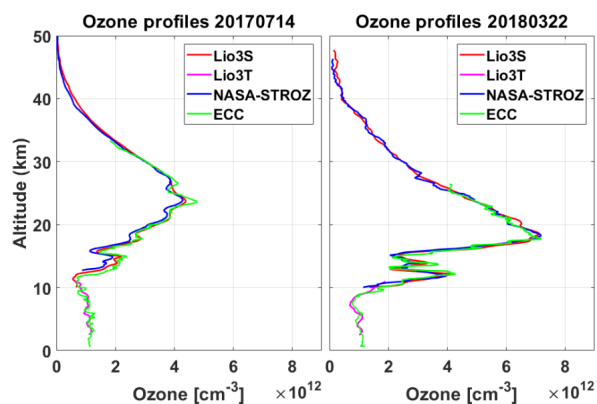 Ozone profiles 20170714
Ozone profiles 20180322
Altitude (km)
50
40
30
20
10
0
Lio3S
Lio3T
NASA-STROZ
ECC
Lio3S
Lio3T
NASA-STROZ
ECC
0 2 4 6 8
0 2 4 6 8
Ozone [cm⁻³] ×10¹²
Ozone [cm⁻³] ×10¹²